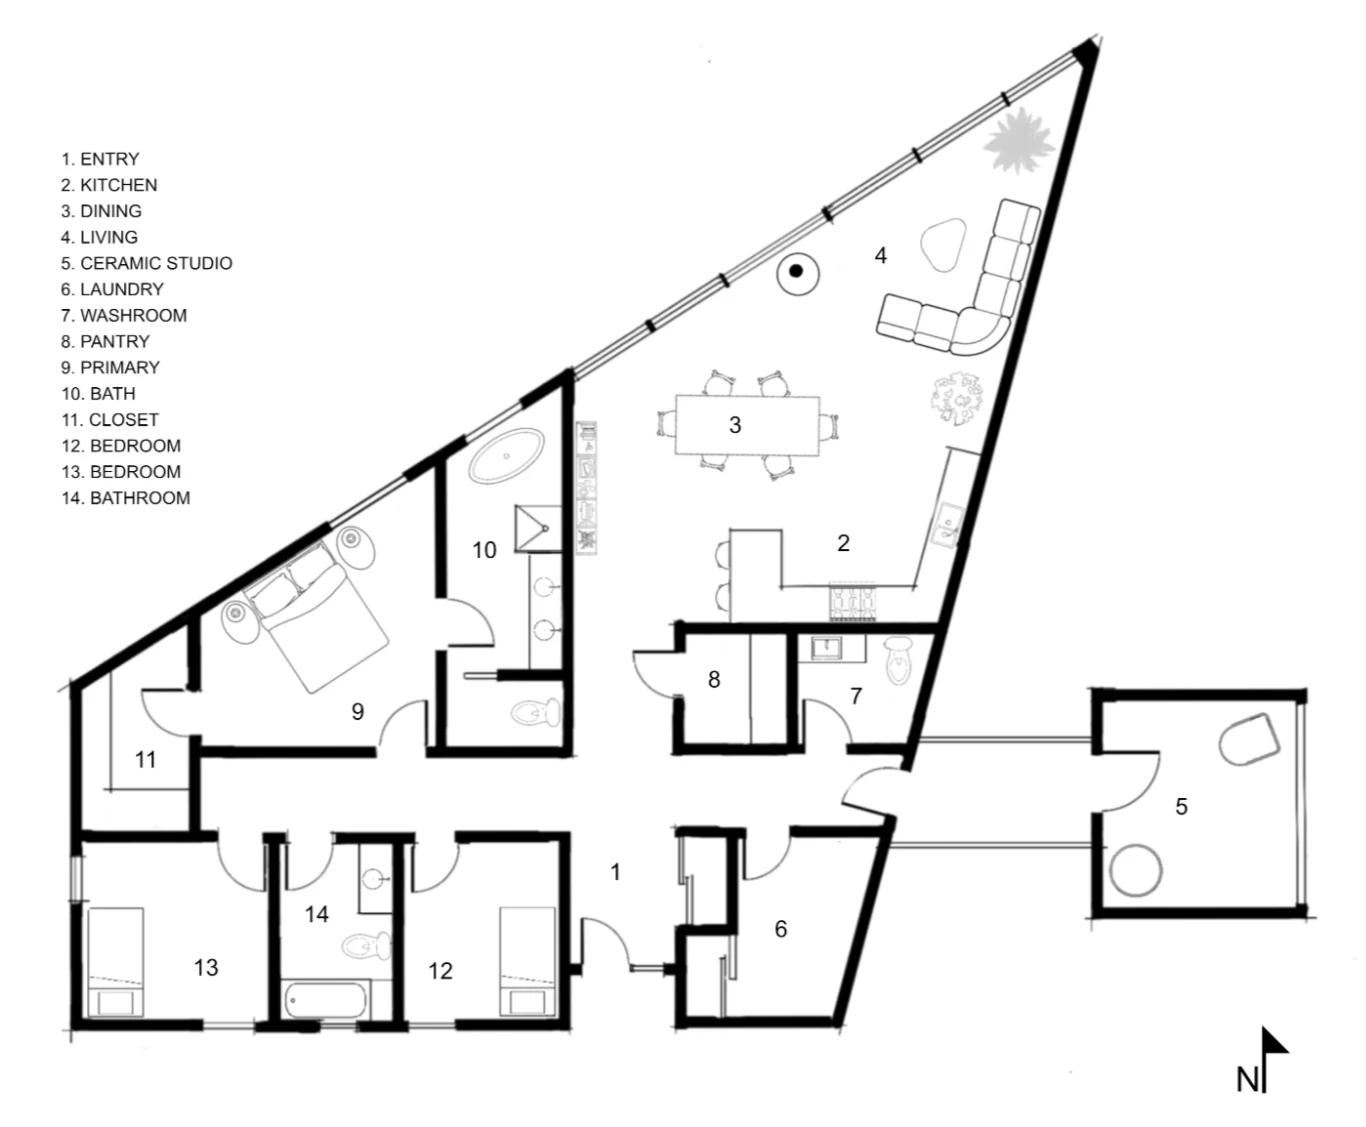 1. ENTRY
2. KITCHEN
3. DINING
4. LIVING
5. CERAMIC STUDIO
6. LAUNDRY
7. WASHROOM
8. PANTRY
9. PRIMARY
10. BATH
11. CLOSET
12. BEDROOM
13. BEDROOM
14. BATHROOM
4
3
2
10
8
7
9
11
5
1
14
6
13
12
N